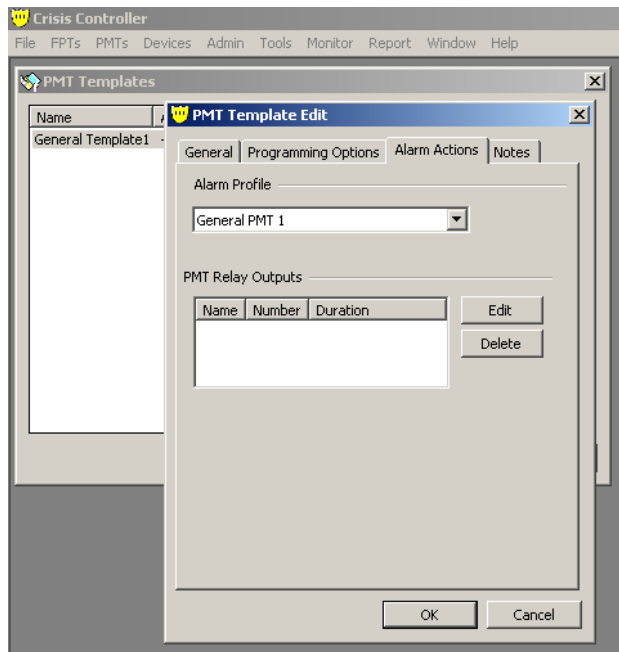 Crisis Controller
File FPTs PMTs Devices Admin Tools Monitor Report Window Help
PMT Templates
Name
General Template1
PMT Template Edit
General Programming Options Alarm Actions Notes
Alarm Profile
General PMT 1
PMT Relay Outputs
Name Number Duration
Edit
Delete
OK Cancel